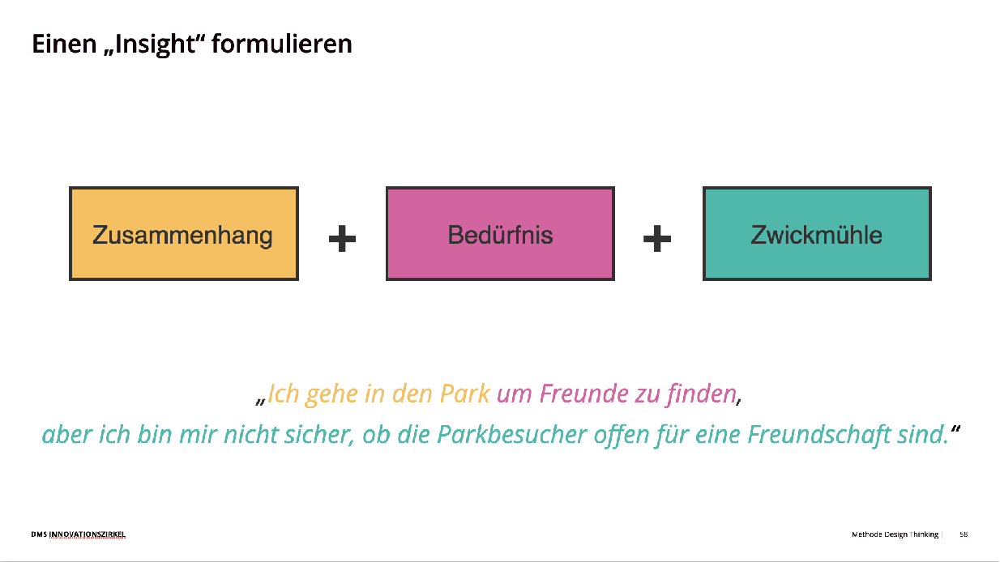 Einen „Insight“ formulieren
Zusammenhang + Bedürfnis + Zwickmühle
„Ich gehe in den Park um Freunde zu finden,
aber ich bin mir nicht sicher, ob die Parkbesucher offen für eine Freundschaft sind.“
DMS INNOVATIONSZIRKEL
Methode Design Thinking | 58